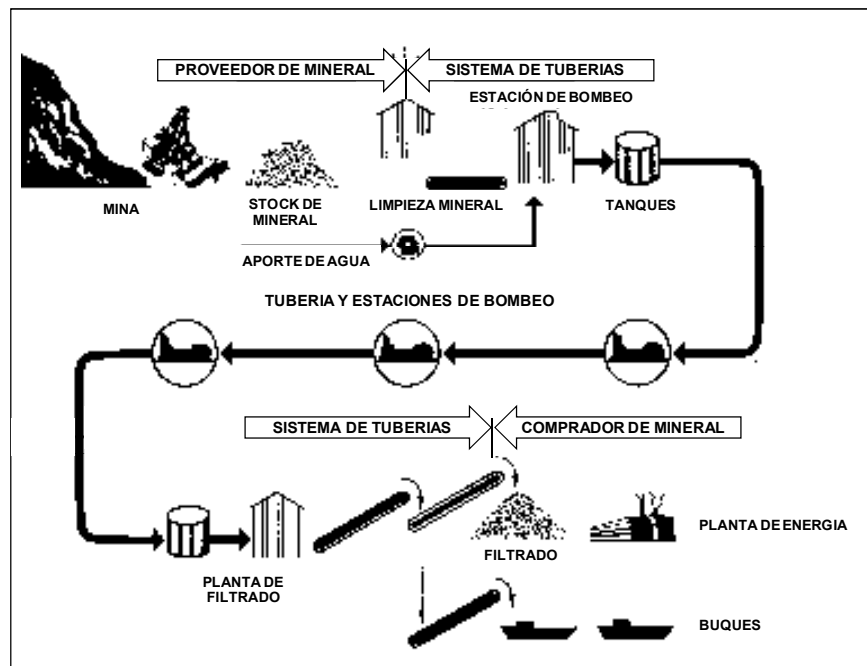 PROVEEDOR DE MINERAL
SISTEMA DE TUBERIAS
ESTACIÓN DE BOMBEO
MINA
STOCK DE
MINERAL
LIMPIEZA MINERAL
TANQUES
APORTE DE AGUA
TUBERIA Y ESTACIONES DE BOMBEO
SISTEMA DE TUBERIAS
COMPRADOR DE MINERAL
PLANTA DE ENERGIA
FILTRADO
PLANTA DE
FILTRADO
BUQUES